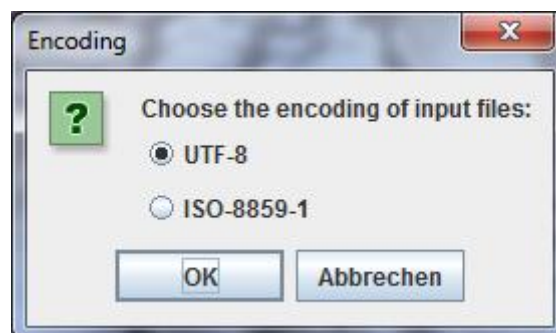 Encoding
Choose the encoding of input files:
UTF-8
ISO-8859-1
OK Abbrechen